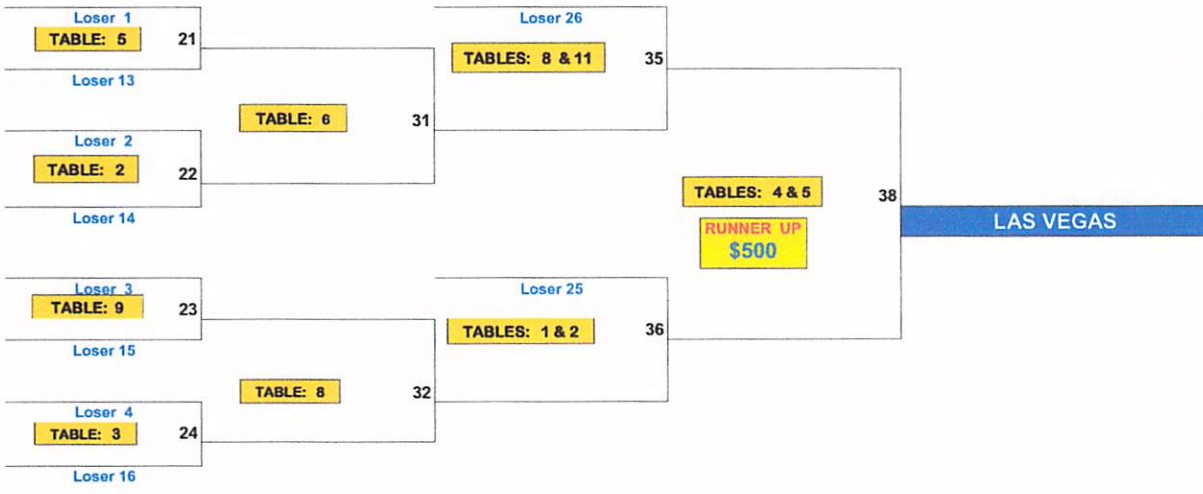 Loser 1
TABLE: 5
21
Loser 13
TABLE: 6
31
Loser 2
TABLE: 2
22
Loser 14
Loser 26
TABLES: 8 & 11
35
TABLES: 4 & 5
38
RUNNER UP
$500
LAS VEGAS
Loser 3
TABLE: 9
23
Loser 15
TABLE: 8
32
Loser 4
TABLE: 3
24
Loser 16
Loser 25
TABLES: 1 & 2
36